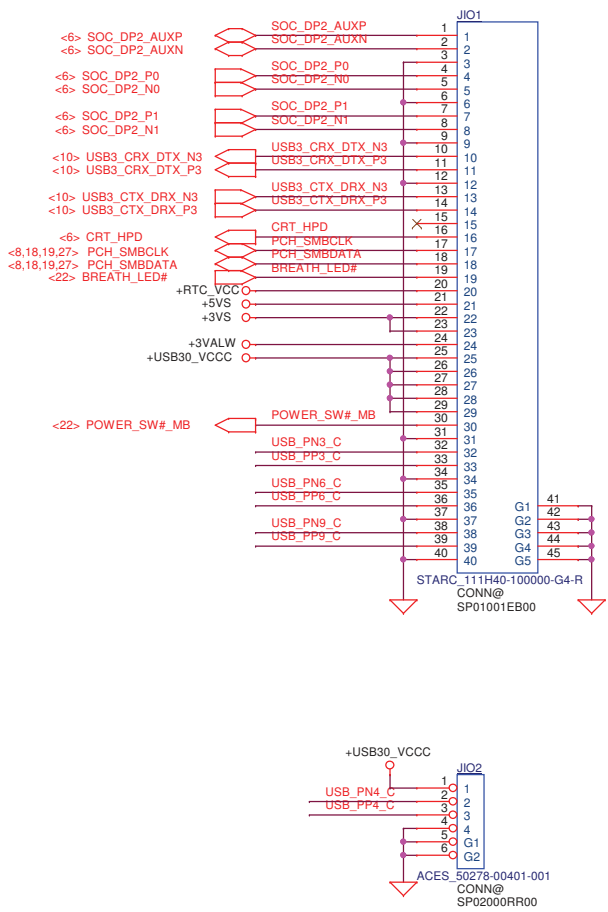 JIO1
<6> SOC_DP2_AUXP SOC_DP2_AUXP 1 1
<6> SOC_DP2_AUXN SOC_DP2_AUXN 2 2
3 3
<6> SOC_DP2_P0 SOC_DP2_P0 4 4
<6> SOC_DP2_N0 SOC_DP2_N0 5 5
6 6
<6> SOC_DP2_P1 SOC_DP2_P1 7 7
<6> SOC_DP2_N1 SOC_DP2_N1 8 8
9 9
<10> USB3_CRX_DTX_N3 USB3_CRX_DTX_N3 10 10
<10> USB3_CRX_DTX_P3 USB3_CRX_DTX_P3 11 11
12 12
<10> USB3_CTX_DRX_N3 USB3_CTX_DRX_N3 13 13
<10> USB3_CTX_DRX_P3 USB3_CTX_DRX_P3 14 14
15 15
<6> CRT_HPD CRT_HPD 16 16
<8,18,19,27> PCH_SMBCLK PCH_SMBCLK 17 17
<8,18,19,27> PCH_SMBDATA PCH_SMBDATA 18 18
<22> BREATH_LED# BREATH_LED# 19 19
+RTC_VCC 20 20
+5VS 21 21
+3VS 22 22
23 23
+3VALW 24 24
+USB30_VCCC 25 25
26 26
27 27
28 28
29 29
<22> POWER_SW#_MB POWER_SW#_MB 30 30
31 31
USB_PN3_C 32 32
USB_PP3_C 33 33
34 34
USB_PN6_C 35 35
USB_PP6_C 36 36 G1 41
37 37 G2 42
USB_PN9_C 38 38 G3 43
USB_PP9_C 39 39 G4 44
40 40 G5 45
STARC_111H40-100000-G4-R
CONN@
SP01001EB00
+USB30_VCCC
JIO2
1 1
USB_PN4_C 2 2
USB_PP4_C 3 3
4 4
5 G1
6 G2
ACES_50278-00401-001
CONN@
SP02000RR00